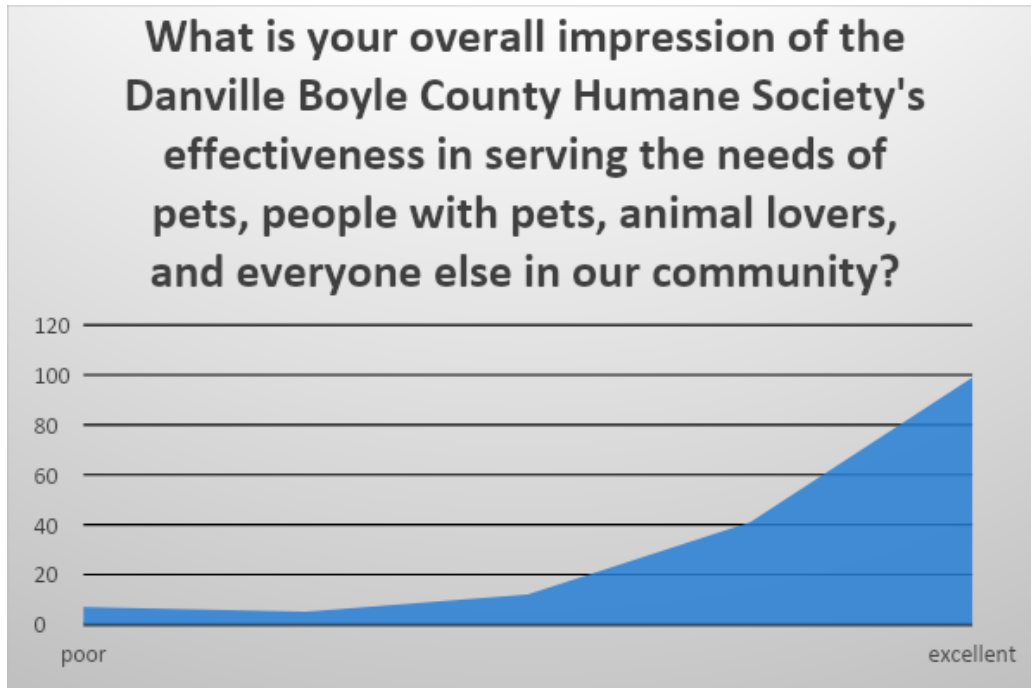 What is your overall impression of the
Danville Boyle County Humane Society's
effectiveness in serving the needs of
pets, people with pets, animal lovers,
and everyone else in our community?
120
100
80
60
40
20
0
poor excellent